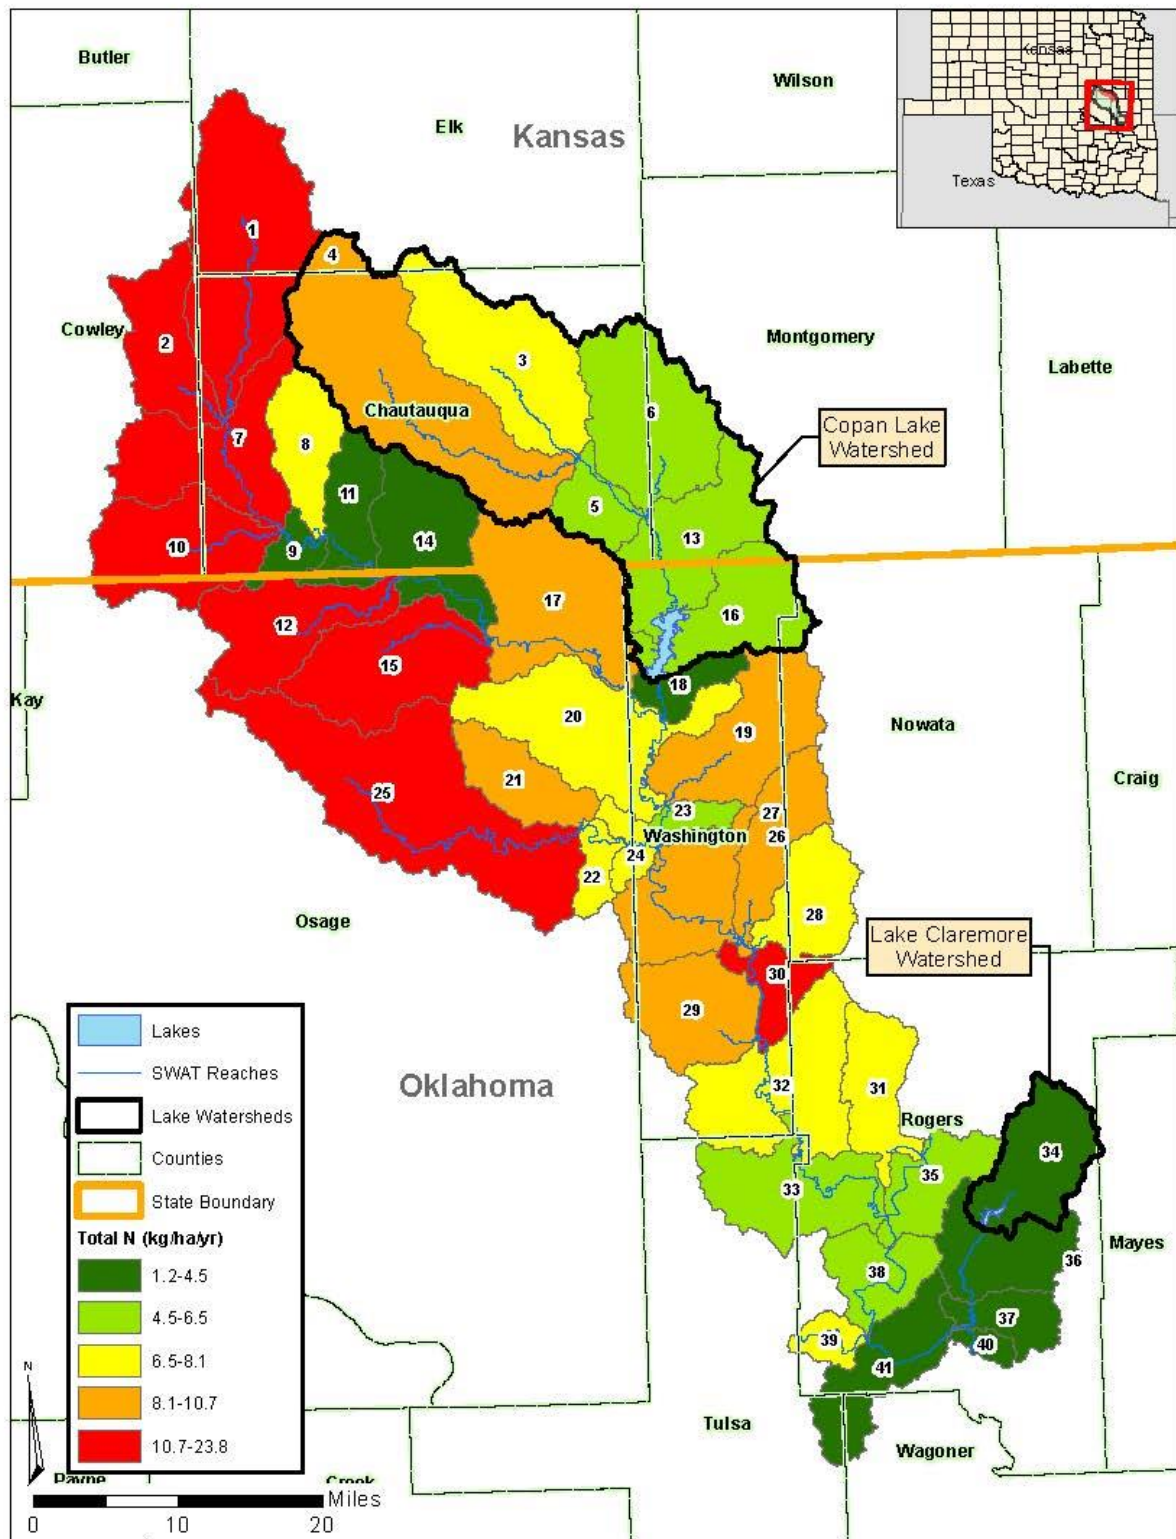 Butler
Wilson
Elk
Kansas
Kansas
Texas
1
4
Cowley
2
3
Montgomery
Labette
6
Chautauqua
Copan Lake
Watershed
7
8
11
5
13
10
9
14
17
16
12
15
Kay
18
20
19
Nowata
21
25
23
27
Craig
Washington
26
24
22
28
Osage
Lake Claremore
Watershed
30
29
Oklahoma
32
31
Rogers
34
35
33
Mayes
36
38
37
39
40
41
Tulsa
Wagoner
Lakes
SWAT Reaches
Lake Watersheds
Counties
State Boundary
Total N (kg/ha/yr)
1.2-4.5
4.5-6.5
6.5-8.1
8.1-10.7
10.7-23.8
N
Payne
Creek
Miles
0 10 20